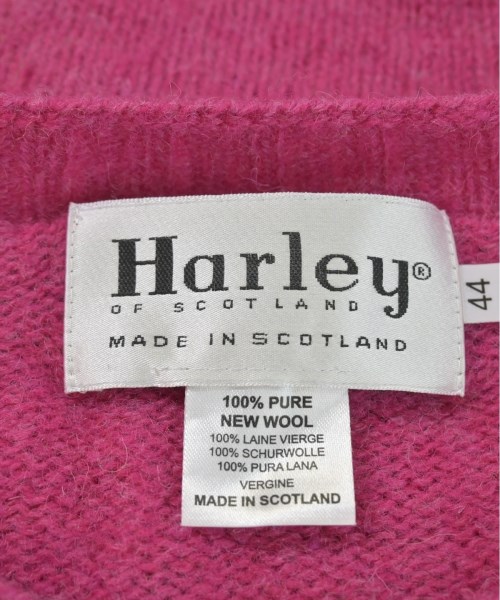 Harley®
OF SCOTLAND
MADE IN SCOTLAND
44
100% PURE
NEW WOOL
100% LAINE VIERGE
100% SCHURWOLLE
100% PURA LANA
VERGINE
MADE IN SCOTLAND